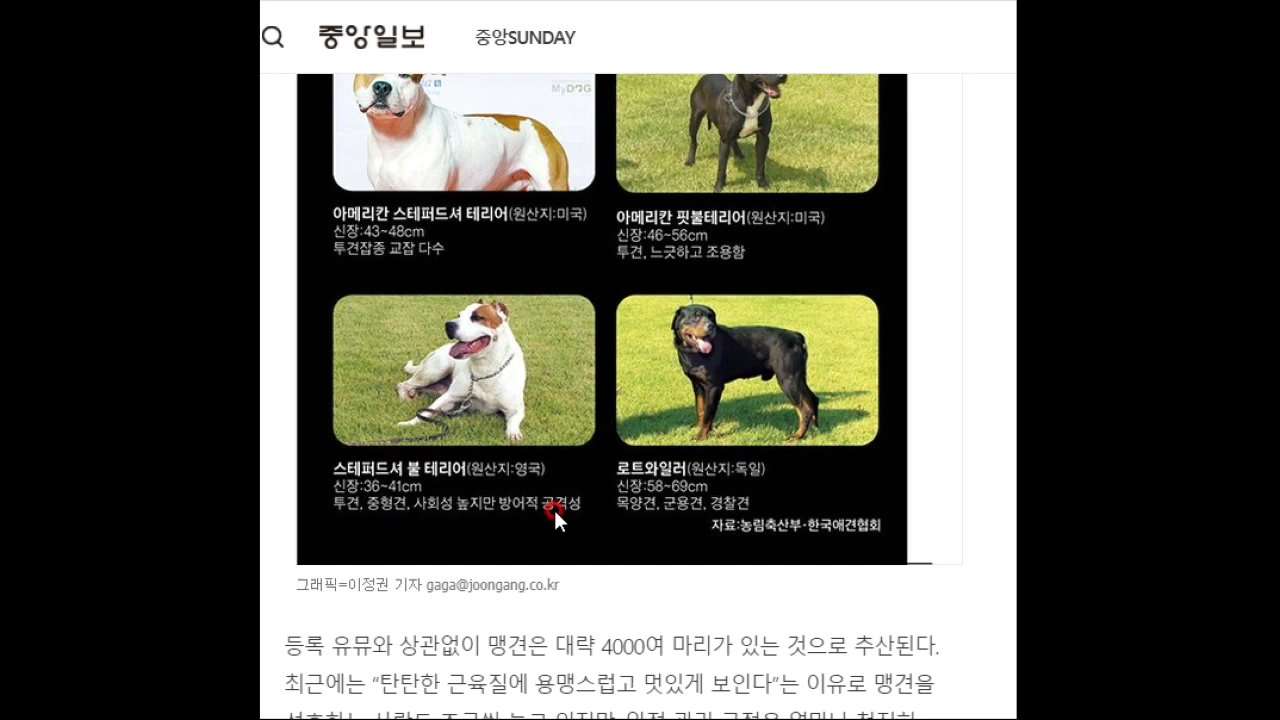 중앙일보 중앙SUNDAY
MyDOG
아메리칸 스테퍼드셔 테리어(원산지:미국)
신장:43~48cm
투견잡종 교잡 다수
아메리칸 핏불테리어(원산지:미국)
신장:46~56cm
투견, 느긋하고 조용함
스테퍼드셔 불 테리어(원산지:영국)
신장:36~41cm
투견, 중형견, 사회성 높지만 방어적 공격성
로트와일러(원산지:독일)
신장:58~69cm
목양견, 군용견, 경찰견
자료:농림축산부·한국애견협회
그래픽=이정권 기자 gaga@joongang.co.kr
등록 유뮤와 상관없이 맹견은 대략 4000여 마리가 있는 것으로 추산된다.
최근에는 “탄탄한 근육질에 용맹스럽고 멋있게 보인다”는 이유로 맹견을